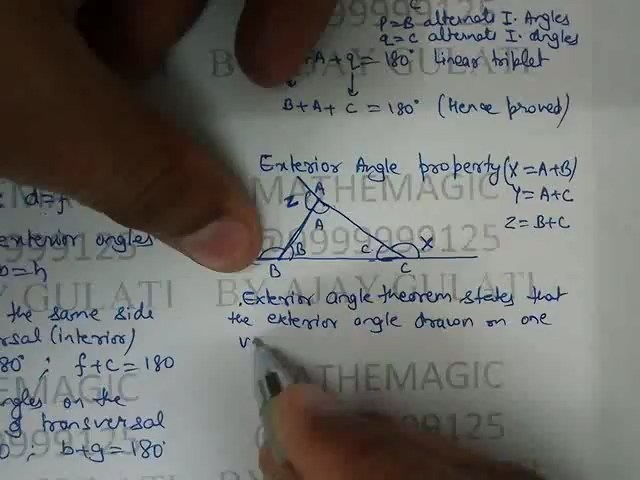 p=B alternate I. Angles
q=C alternate I. angles
A+q=180° linear triplet
B+A+C=180° (Hence proved)
Exterior Angle property (X=A+B)
Y=A+C
Z=B+C
A
Z
A
B
B
C
C
X
Exterior angle theorem states that
the exterior angle drawn on one
d=f
exterior angles
b=h
the same side
(interior)
f+c=180
angles on the
transversal
b+g=180°
MATHEMAGIC
@9999999125
BY AJAY GULATI